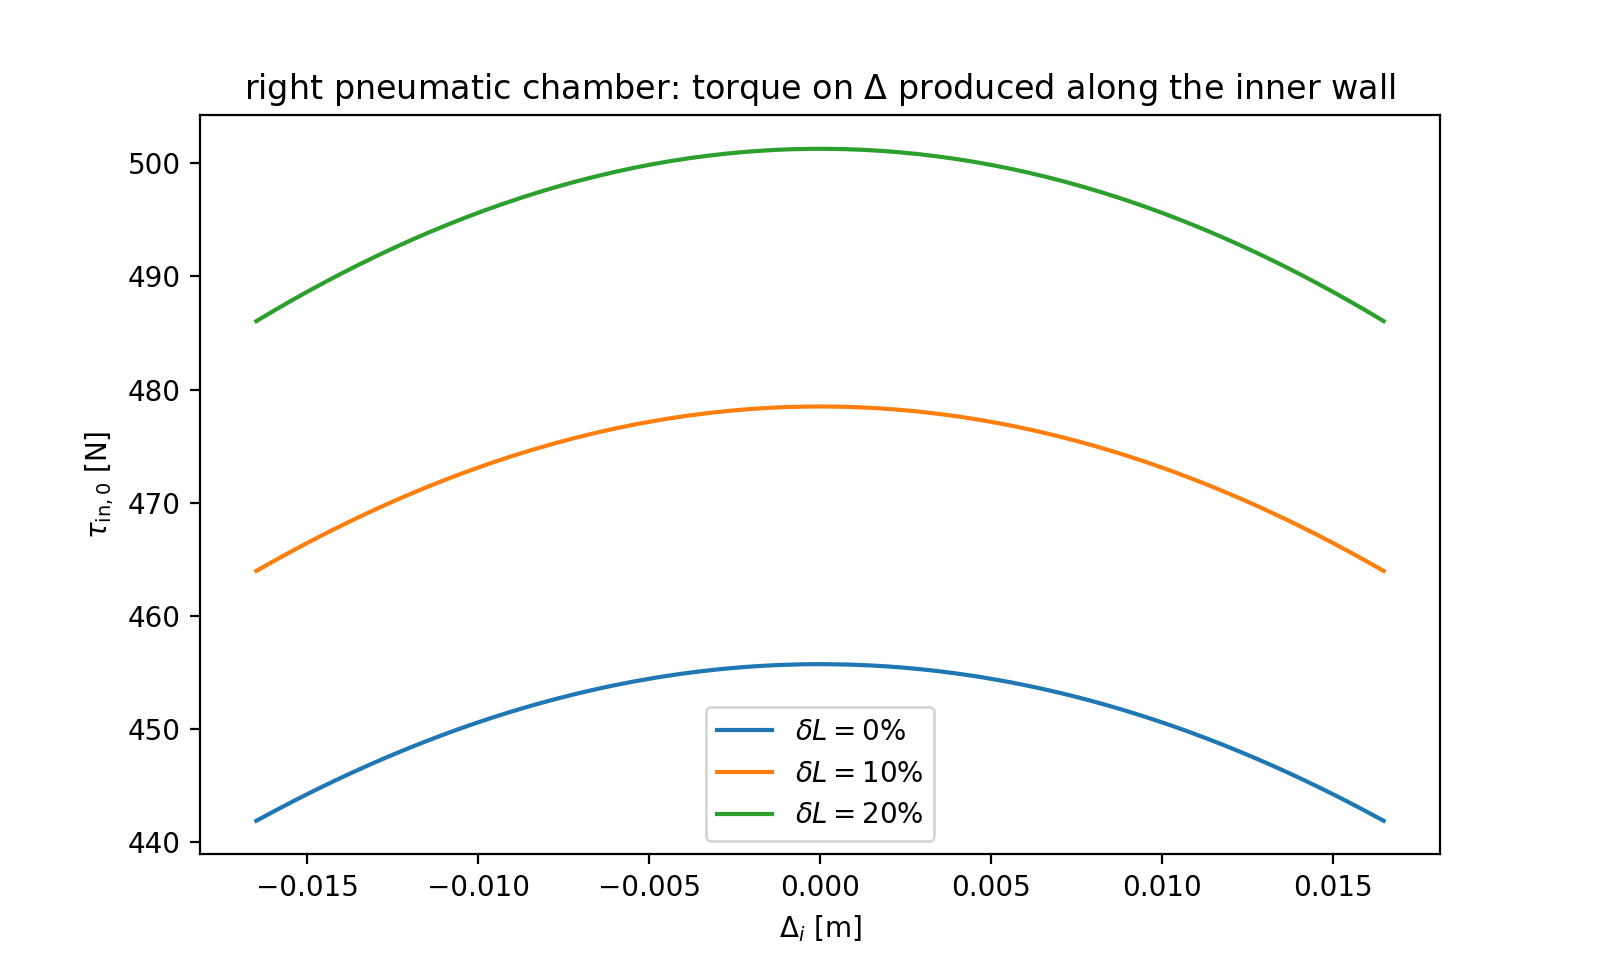 right pneumatic chamber: torque on Δ produced along the inner wall
500
490
480
470
460
450
440
τin, 0 [N]
δL = 0%
δL = 10%
δL = 20%
−0.015 −0.010 −0.005 0.000 0.005 0.010 0.015
Δi [m]